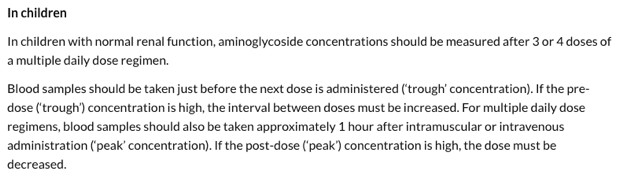 In children
In children with normal renal function, aminoglycoside concentrations should be measured after 3 or 4 doses of
a multiple daily dose regimen.
Blood samples should be taken just before the next dose is administered (‘trough’ concentration). If the pre-
dose (‘trough’) concentration is high, the interval between doses must be increased. For multiple daily dose
regimens, blood samples should also be taken approximately 1 hour after intramuscular or intravenous
administration (‘peak’ concentration). If the post-dose (‘peak’) concentration is high, the dose must be
decreased.